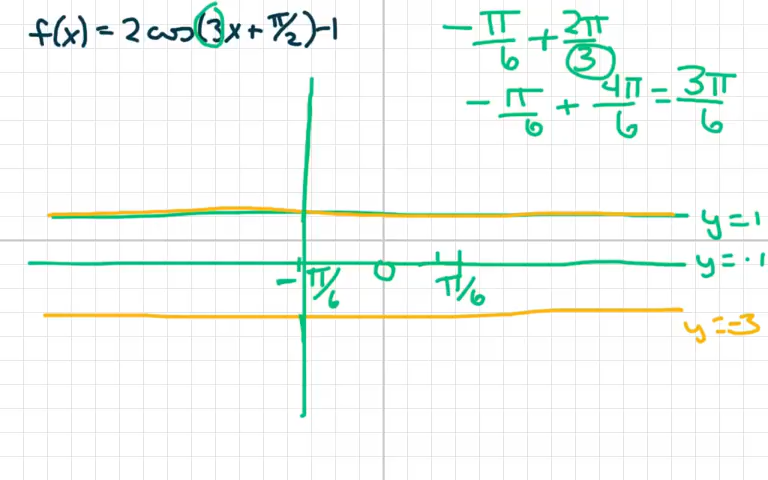 f(x) = 2 cos(3x + π/2) - 1
-π/6 + 2π/3
-π/6 + 4π/6 = 3π/6
y = 1
y = -1
-π/6 0 π/6
y = -3